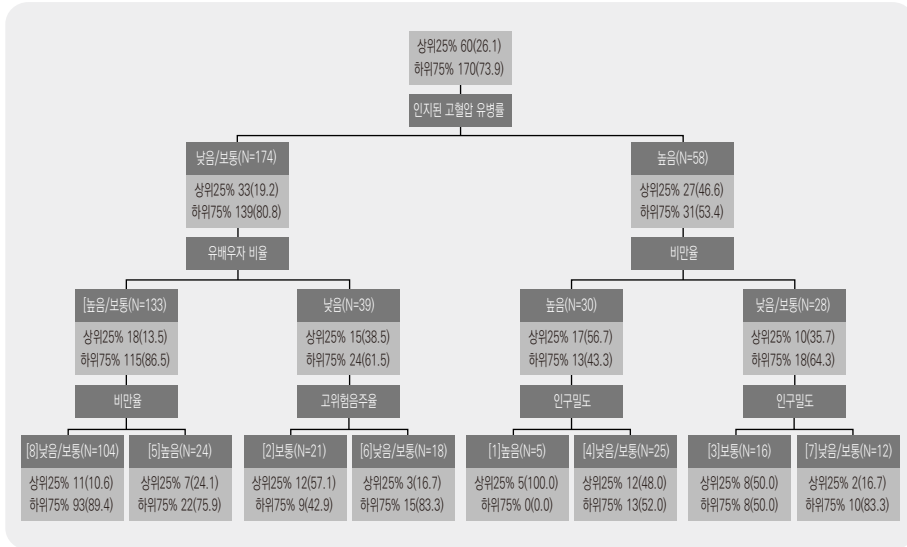 상위25% 60(26.1)
하위75% 170(73.9)
인지된 고혈압 유병률
낮음/보통(N=174)
상위25% 33(19.2)
하위75% 139(80.8)
유배우자 비율
높음(N=58)
상위25% 27(46.6)
하위75% 31(53.4)
비만율
[높음/보통(N=133)
상위25% 18(13.5)
하위75% 115(86.5)
비만율
낮음(N=39)
상위25% 15(38.5)
하위75% 24(61.5)
고위험음주율
높음(N=30)
상위25% 17(56.7)
하위75% 13(43.3)
인구밀도
낮음/보통(N=28)
상위25% 10(35.7)
하위75% 18(64.3)
인구밀도
[8]낮음/보통(N=104)
상위25% 11(10.6)
하위75% 93(89.4)
[5]높음(N=24)
상위25% 7(24.1)
하위75% 22(75.9)
[2]보통(N=21)
상위25% 12(57.1)
하위75% 9(42.9)
[6]낮음/보통(N=18)
상위25% 3(16.7)
하위75% 15(83.3)
[1]높음(N=5)
상위25% 5(100.0)
하위75% 0(0.0)
[4]낮음/보통(N=25)
상위25% 12(48.0)
하위75% 13(52.0)
[3]보통(N=16)
상위25% 8(50.0)
하위75% 8(50.0)
[7]낮음/보통(N=12)
상위25% 2(16.7)
하위75% 10(83.3)